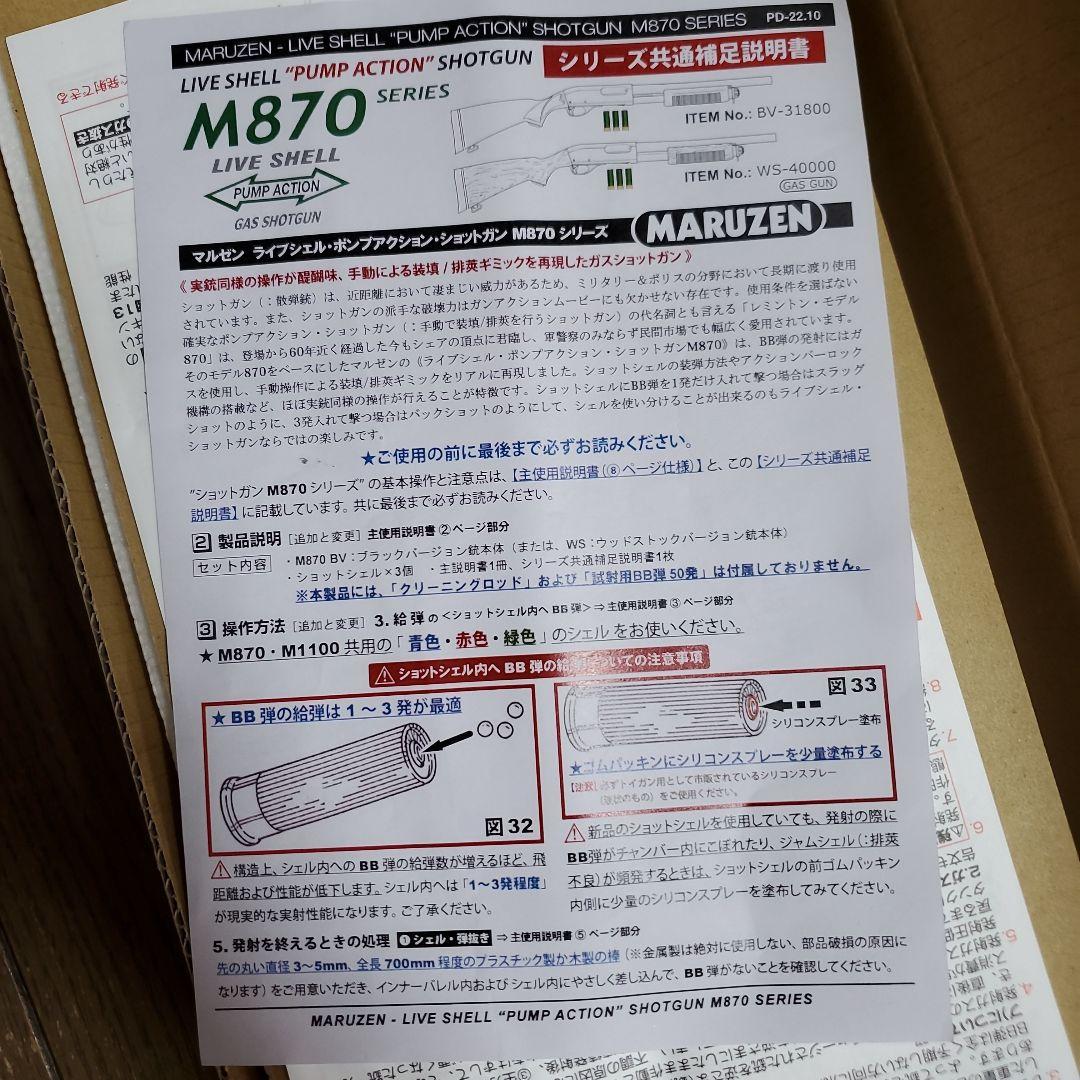 MARUZEN - LIVE SHELL "PUMP ACTION" SHOTGUN M870 SERIES PD-22.10
LIVE SHELL "PUMP ACTION" SHOTGUN シリーズ共通補足説明書
M870 SERIES
LIVE SHELL
PUMP ACTION
GAS SHOTGUN
ITEM No.: BV-31800
ITEM No.: WS-40000
GAS GUN
マルゼン ライブシェル・ポンプアクション・ショットガン M870 シリーズ MARUZEN
《 実銃同様の操作が醍醐味、手動による装填 / 排莢ギミックを再現したガスショットガン 》
ショットガン（：散弾銃）は、近距離において凄まじい威力があるため、ミリタリー＆ポリスの分野において長期に渡り使用
されています。また、ショットガンの派手な破壊力はガンアクションムービーにも欠かせない存在です。使用条件を選ばない
確実なポンプアクション・ショットガン（：手動で装填/排莢を行うショットガン）の代名詞とも言える「レミントン・モデル
870」は、登場から60年近く経過した今もシェアの頂点に君臨し、軍警察のみならず民間市場でも幅広く愛用されています。
そのモデル870をベースにしたマルゼンの《ライブシェル・ポンプアクション・ショットガンM870》は、BB弾の発射にはガ
スを使用し、手動操作による装填/排莢ギミックをリアルに再現しました。ショットシェルの装弾方法やアクションバーロック
機構の搭載など、ほぼ実銃同様の操作が行えることが特徴です。ショットシェルにBB弾を1発だけ入れて撃つ場合はスラッグ
ショットのように、3発入れて撃つ場合はバックショットのようにして、シェルを使い分けることが出来るのもライブシェル・
ショットガンならではの楽しみです。
★ご使用の前に最後まで必ずお読みください。
"ショットガン M870 シリーズ" の基本操作と注意点は、【主使用説明書（⑧ページ仕様）】と、この【シリーズ共通補足
説明書】に記載しています。共に最後まで必ずお読みください。
2 製品説明 [追加と変更] 主使用説明書 ②ページ部分
セット内容 ・M870 BV：ブラックバージョン銃本体（または、WS：ウッドストックバージョン銃本体）
・ショットシェル×3個 ・主説明書1冊、シリーズ共通補足説明書1枚
※本製品には、「クリーニングロッド」および「試射用BB弾 50発」は付属しておりません。
3 操作方法 [追加と変更] 3. 給 弾 の <ショットシェル内へ BB 弾> ⇒ 主使用説明書 ③ ページ部分
★ M870・M1100 共用の「 青色・赤色・緑色 」のシェル をお使いください。
⚠ ショットシェル内へ BB 弾の給弾についての注意事項
★ BB 弾の給弾は 1 ～ 3 発が最適
図 32
図 33
シリコンスプレー塗布
★ゴムパッキンにシリコンスプレーを少量塗布する
【注意】必ずトイガン用として市販されているシリコンスプレー
（液状のもの）をご使用ください。
⚠ 構造上、シェル内への BB 弾の給弾数が増えるほど、飛
距離および性能が低下します。シェル内へは「1～3発程度」
が現実的な実射性能になります。ご了承ください。
⚠ 新品のショットシェルを使用していても、発射の際に
BB弾がチャンバー内にこぼれたり、ジャムシェル（：排莢
不良）が頻発するときは、ショットシェルの前ゴムパッキン
内側に少量のシリコンスプレーを塗布してみてください。
5. 発射を終えるときの処理 ❶シェル・弾抜き ⇒ 主使用説明書 ⑤ ページ部分
先の丸い直径 3～5mm、全長 700mm 程度のプラスチック製か木製の棒（※金属製は絶対に使用しない、部品破損の原因に
なります）をご用意いただき、インナーバレル内および シェル内にやさしく差し込んで、BB 弾がないことを確認してください。
MARUZEN - LIVE SHELL "PUMP ACTION" SHOTGUN M870 SERIES